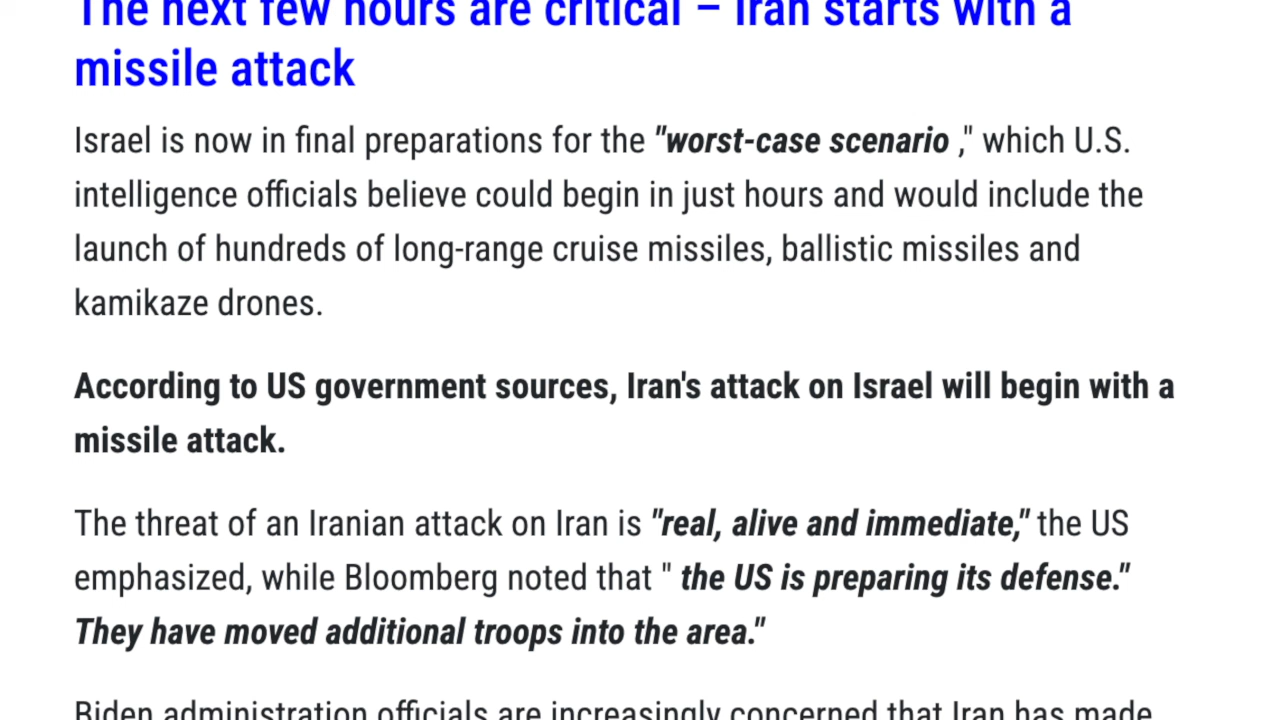 The next few hours are critical – Iran starts with a
missile attack
Israel is now in final preparations for the "worst-case scenario ," which U.S.
intelligence officials believe could begin in just hours and would include the
launch of hundreds of long-range cruise missiles, ballistic missiles and
kamikaze drones.
According to US government sources, Iran's attack on Israel will begin with a
missile attack.
The threat of an Iranian attack on Iran is "real, alive and immediate," the US
emphasized, while Bloomberg noted that " the US is preparing its defense."
They have moved additional troops into the area."
Biden administration officials are increasingly concerned that Iran has made